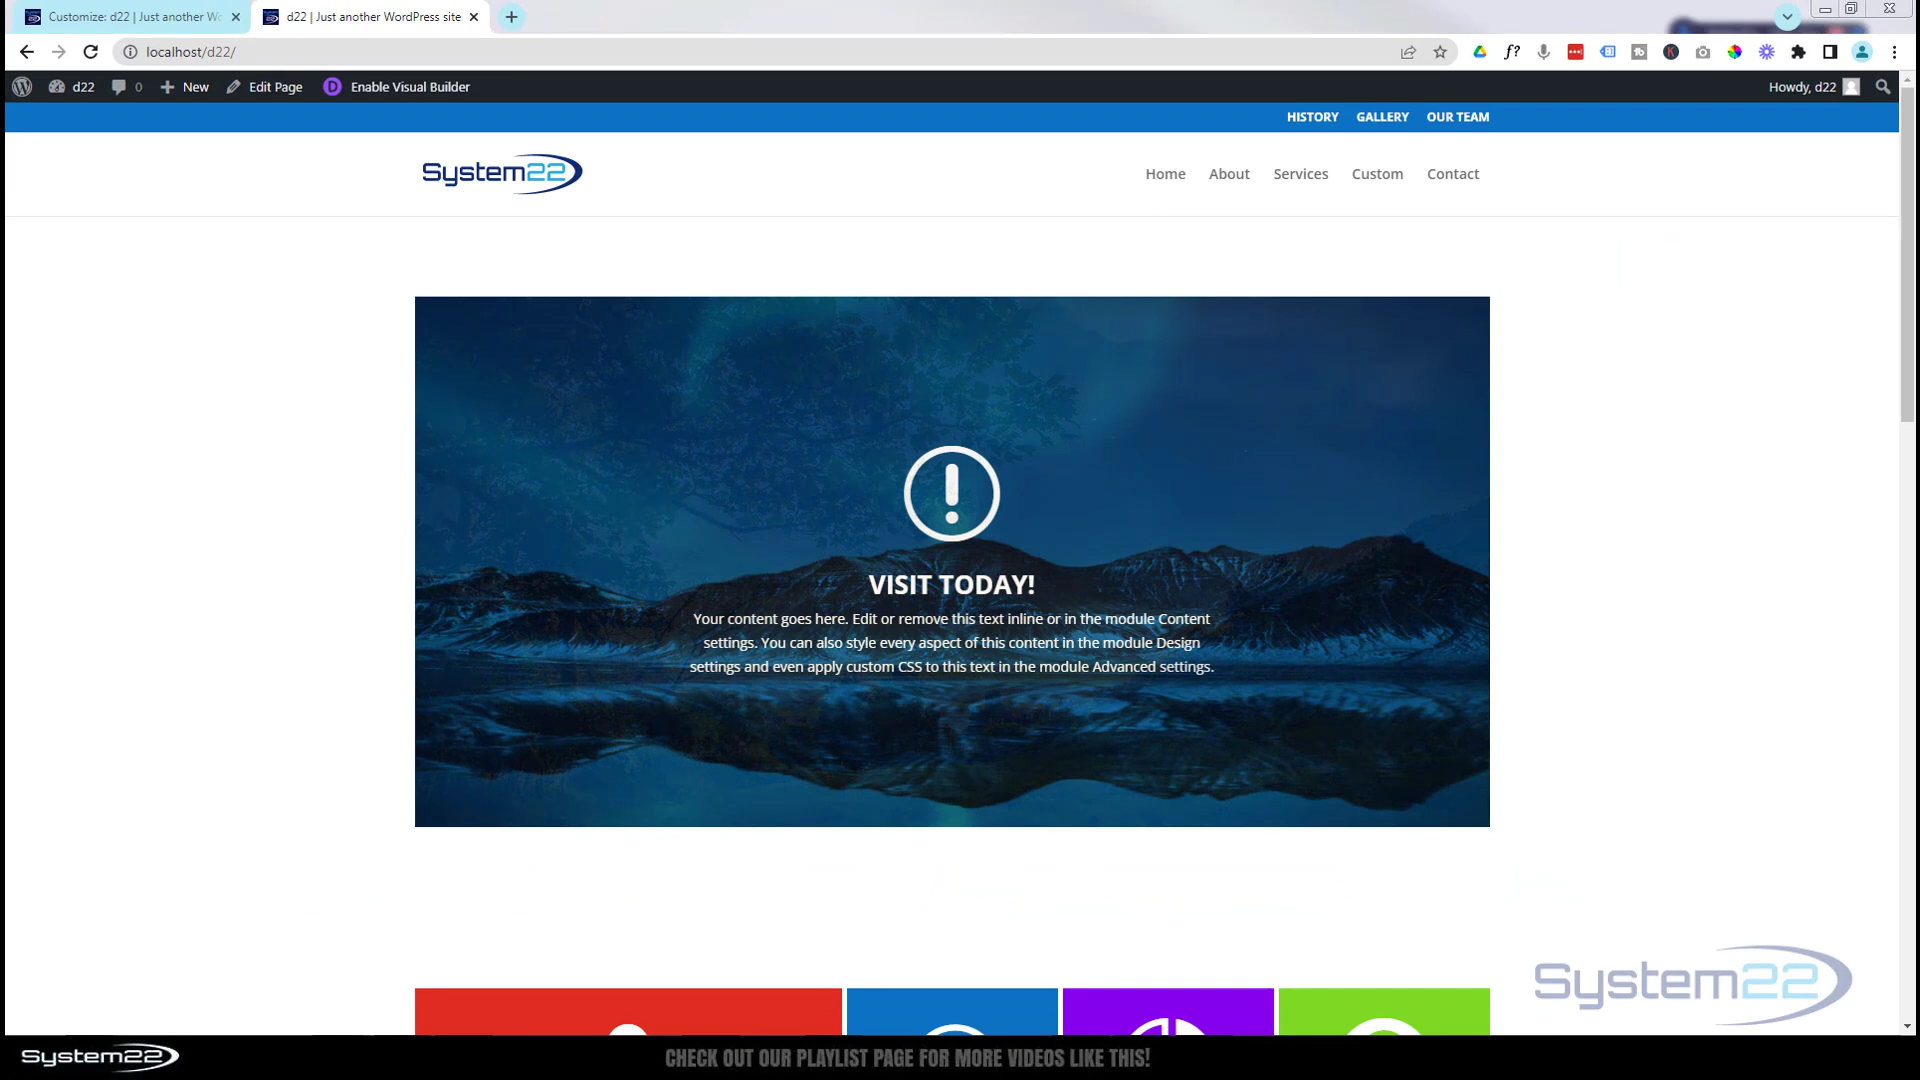 Customize: d22 | Just another Wo
d22 | Just another WordPress site
localhost/d22/
d22
0
New
Edit Page
D
Enable Visual Builder
Howdy, d22
HISTORY
GALLERY
OUR TEAM
System22
Home
About
Services
Custom
Contact
VISIT TODAY!
Your content goes here. Edit or remove this text inline or in the module Content
settings. You can also style every aspect of this content in the module Design
settings and even apply custom CSS to this text in the module Advanced settings.
System22
System22
CHECK OUT OUR PLAYLIST PAGE FOR MORE VIDEOS LIKE THIS!